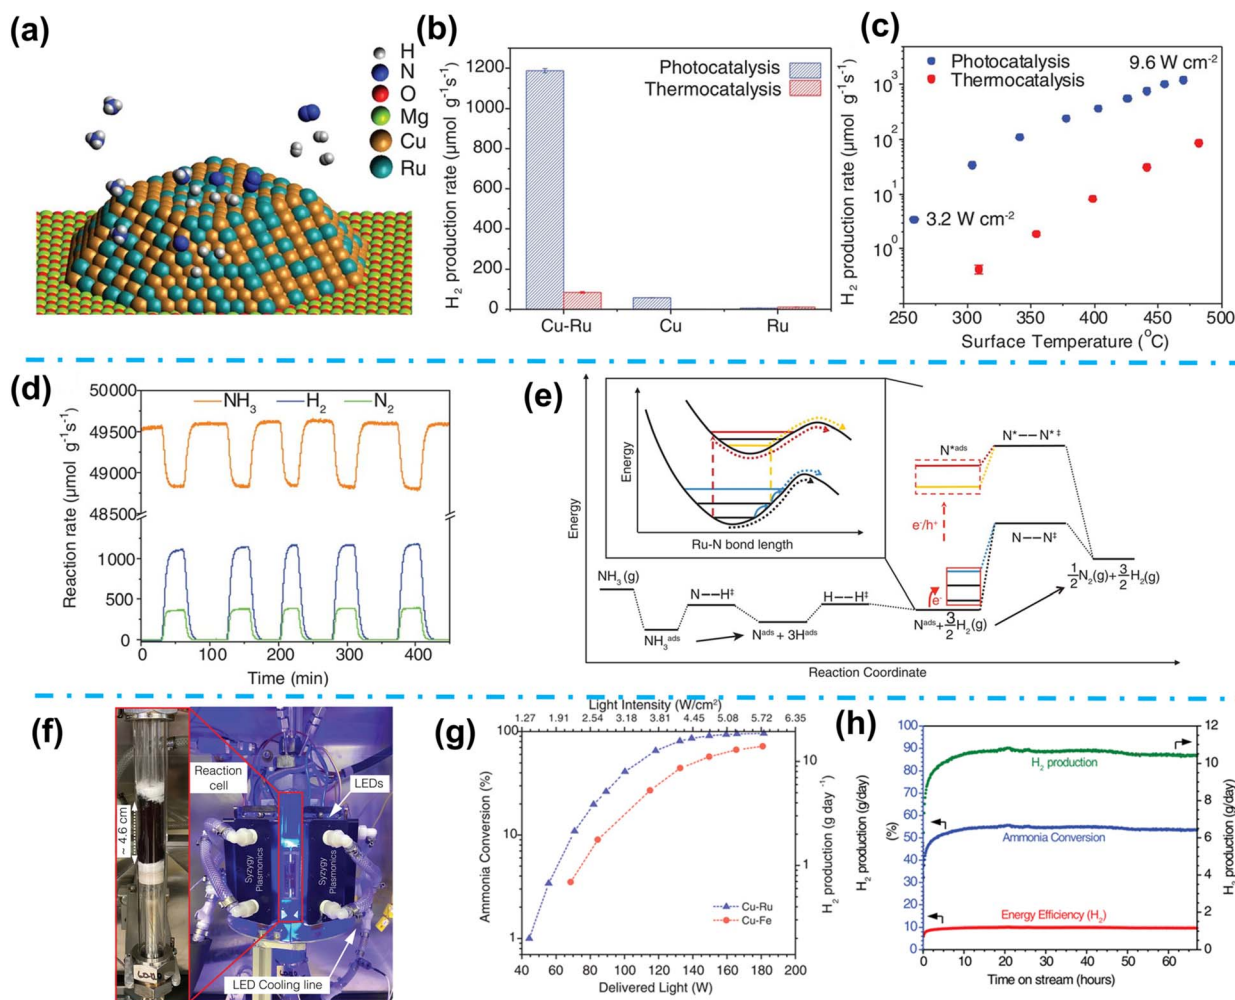 (a)
H
N
O
Mg
Cu
Ru
(b)
H₂ production rate (μmol g⁻¹s⁻¹)
1200
1000
800
600
400
200
0
Photocatalysis
Thermocatalysis
Cu-Ru
Cu
Ru
(c)
H₂ production rate (μmol g⁻¹s⁻¹)
10³
10²
10¹
10⁰
Photocatalysis
Thermocatalysis
9.6 W cm⁻²
3.2 W cm⁻²
250 300 350 400 450 500
Surface Temperature (°C)
(d)
Reaction rate (μmol g⁻¹s⁻¹)
50000
49500
49000
48500
1000
500
0
NH₃ H₂ N₂
0 100 200 300 400
Time (min)
(e)
Energy
Energy
Ru-N bond length
NH₃ (g)
NH₃ᵃᵈˢ
N––H‡
Nᵃᵈˢ + 3Hᵃᵈˢ
H––H‡
Nᵃᵈˢ+3/2H₂(g)
e⁻
e⁻/h⁺
N*ᵃᵈˢ
N*––N*‡
N––N‡
1/2N₂(g)+3/2H₂(g)
Reaction Coordinate
(f)
~ 4.6 cm
Reaction
cell
LEDs
Syzygy
Plasmonics
Syzygy
Plasmonics
LED Cooling line
(g)
Light Intensity (W/cm²)
1.27 1.91 2.54 3.18 3.81 4.45 5.08 5.72 6.35
Ammonia Conversion (%)
100
10
1
H₂ production (g day⁻¹)
10
1
Cu-Ru
Cu-Fe
40 60 80 100 120 140 160 180 200
Delivered Light (W)
(h)
H₂ production (g/day)
(%)
100
90
80
70
60
50
40
30
20
10
0
H₂ production
Ammonia Conversion
Energy Efficiency (H₂)
12
10
8
6
4
2
1
0
H₂ production (g/day)
0 10 20 30 40 50 60
Time on stream (hours)